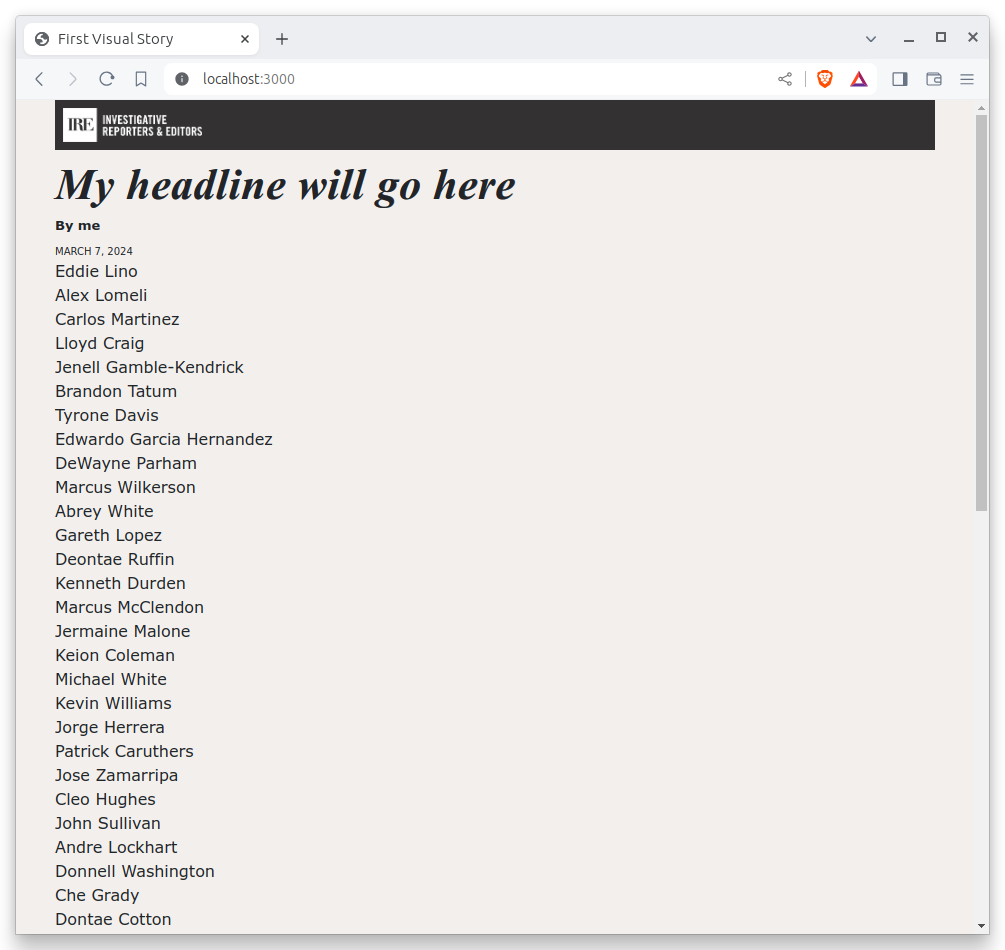 First Visual Story
localhost:3000
IRE INVESTIGATIVE
REPORTERS & EDITORS
My headline will go here
By me
MARCH 7, 2024
Eddie Lino
Alex Lomeli
Carlos Martinez
Lloyd Craig
Jenell Gamble-Kendrick
Brandon Tatum
Tyrone Davis
Edwardo Garcia Hernandez
DeWayne Parham
Marcus Wilkerson
Abrey White
Gareth Lopez
Deontae Ruffin
Kenneth Durden
Marcus McClendon
Jermaine Malone
Keion Coleman
Michael White
Kevin Williams
Jorge Herrera
Patrick Caruthers
Jose Zamarripa
Cleo Hughes
John Sullivan
Andre Lockhart
Donnell Washington
Che Grady
Dontae Cotton